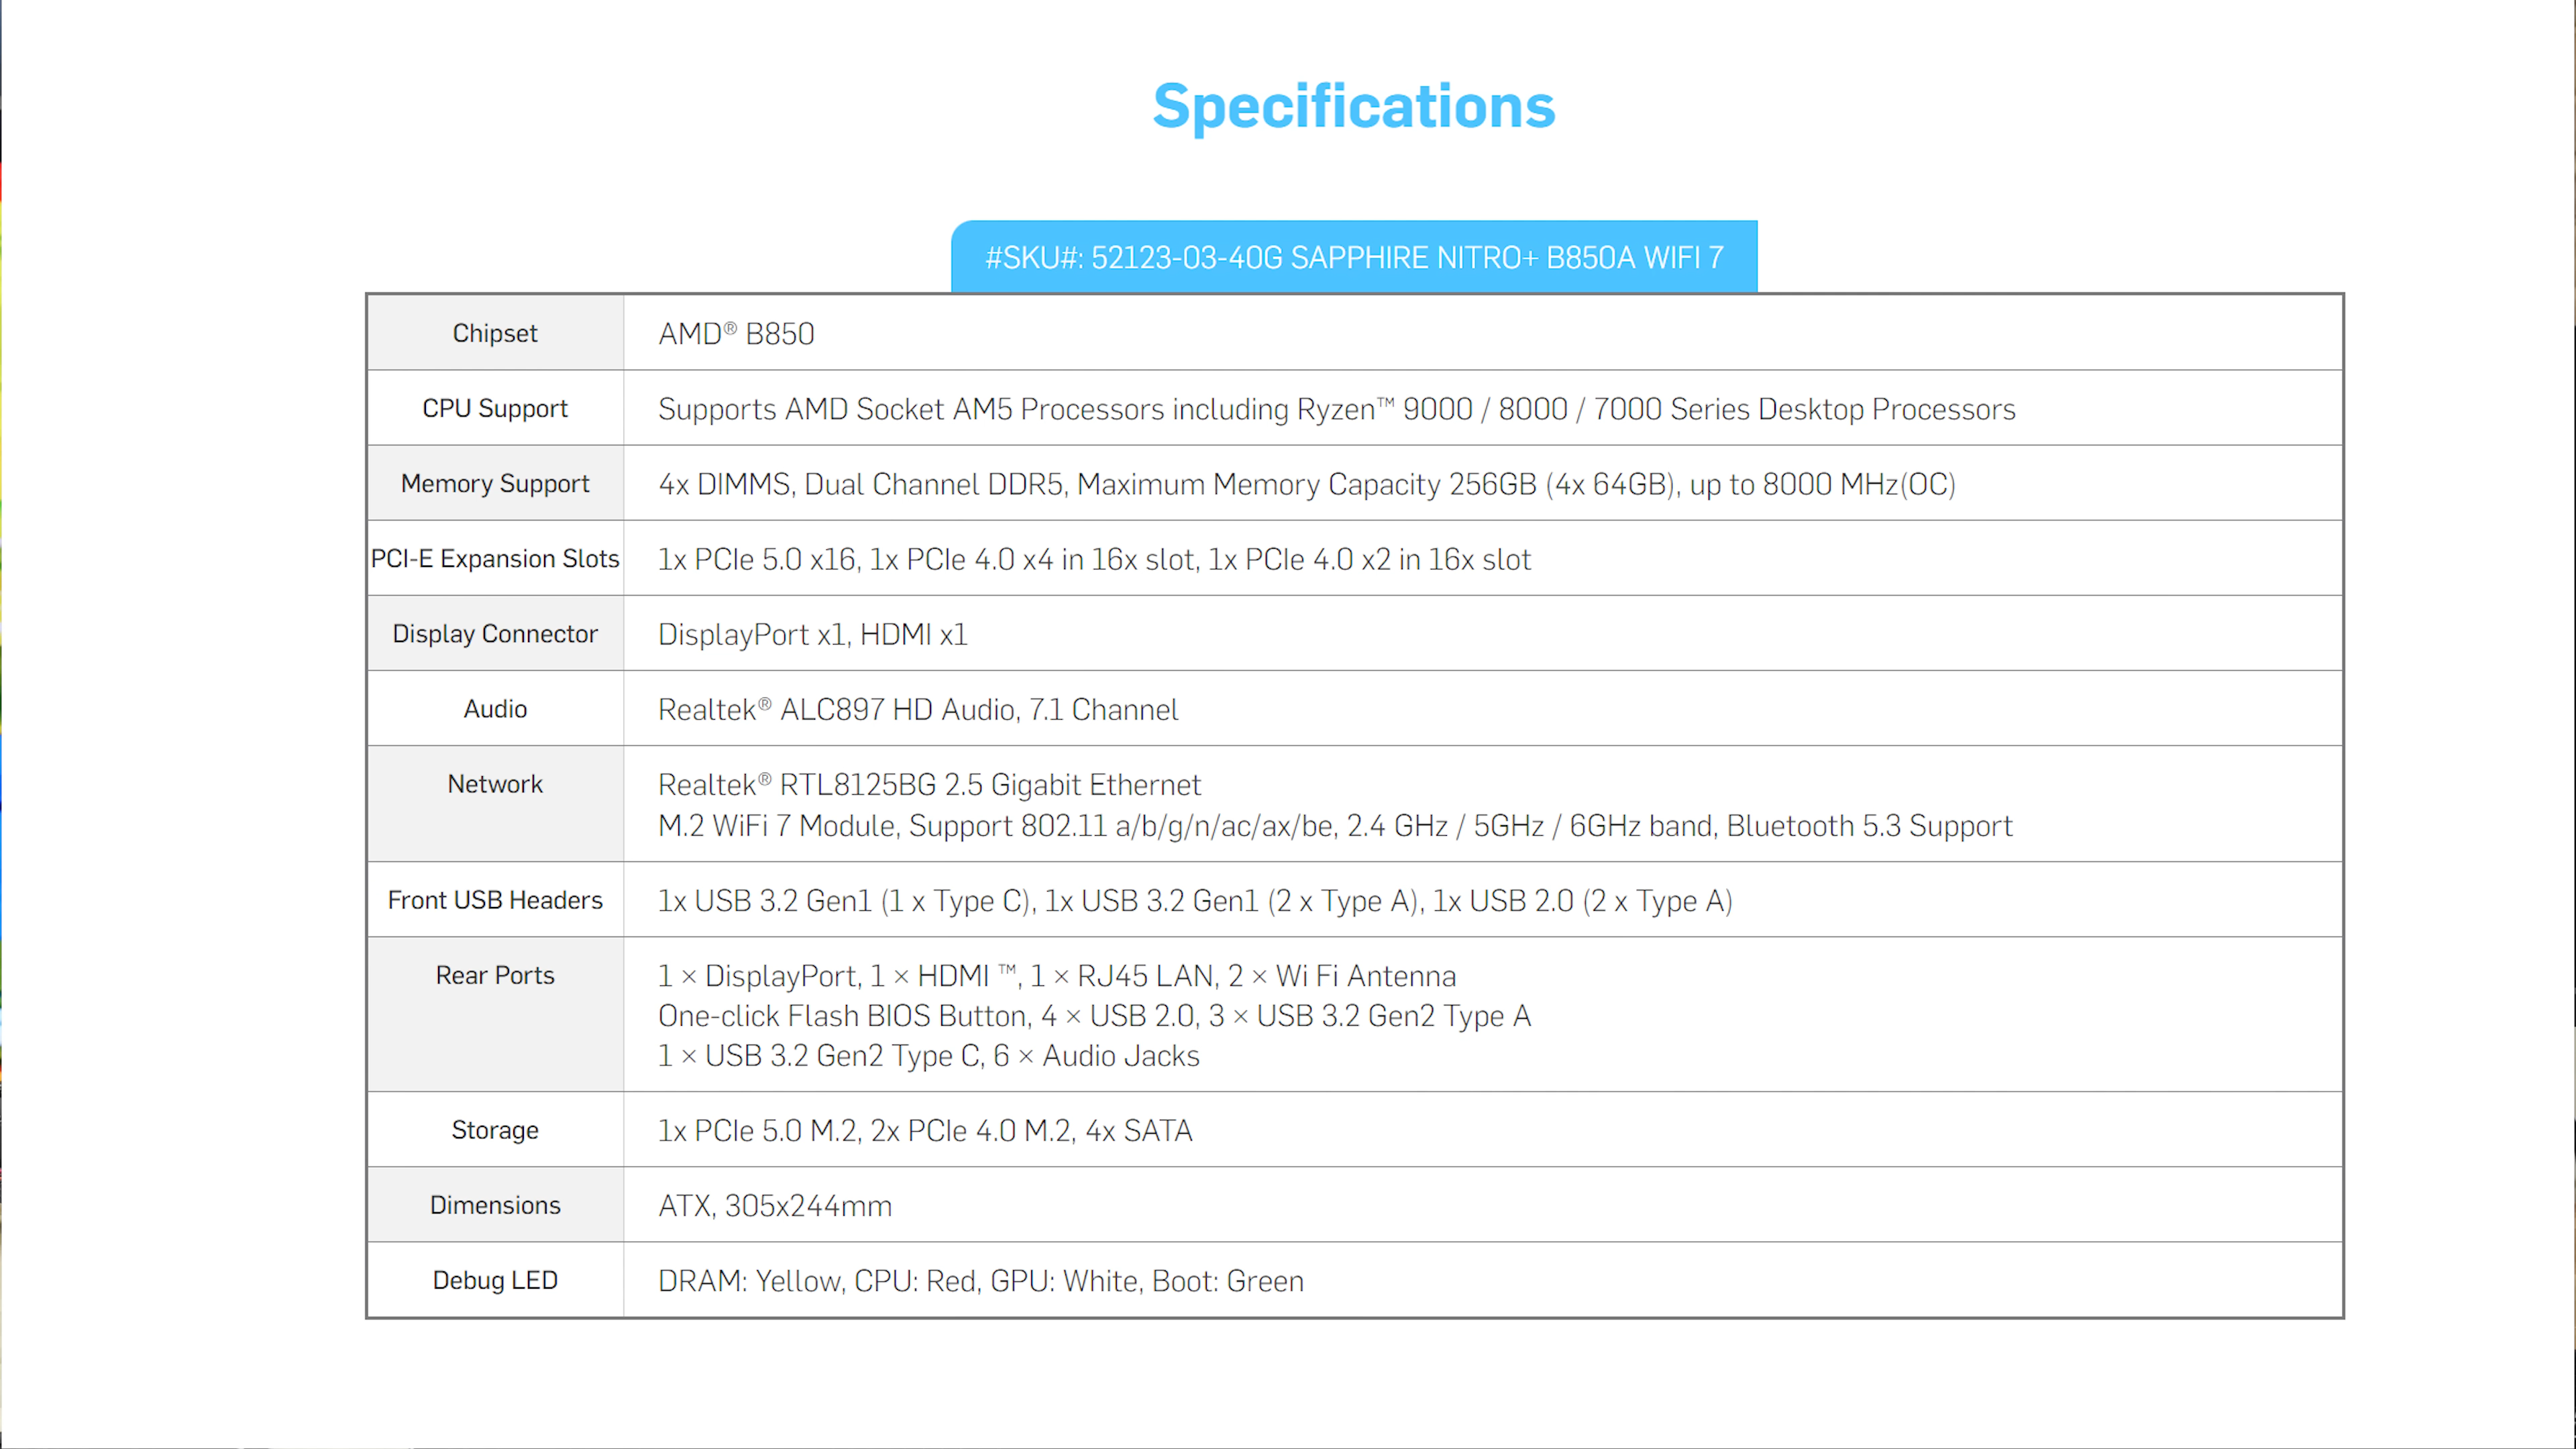 Specifications
#SKU#: 52123-03-40G SAPPHIRE NITRO+ B850A WIFI 7
Chipset
AMD® B850
CPU Support
Supports AMD Socket AM5 Processors including Ryzen™ 9000 / 8000 / 7000 Series Desktop Processors
Memory Support
4x DIMMS, Dual Channel DDR5, Maximum Memory Capacity 256GB (4x 64GB), up to 8000 MHz(OC)
PCI-E Expansion Slots
1x PCIe 5.0 x16, 1x PCIe 4.0 x4 in 16x slot, 1x PCIe 4.0 x2 in 16x slot
Display Connector
DisplayPort x1, HDMI x1
Audio
Realtek® ALC897 HD Audio, 7.1 Channel
Network
Realtek® RTL8125BG 2.5 Gigabit Ethernet
M.2 WiFi 7 Module, Support 802.11 a/b/g/n/ac/ax/be, 2.4 GHz / 5GHz / 6GHz band, Bluetooth 5.3 Support
Front USB Headers
1x USB 3.2 Gen1 (1 x Type C), 1x USB 3.2 Gen1 (2 x Type A), 1x USB 2.0 (2 x Type A)
Rear Ports
1 × DisplayPort, 1 × HDMI ™, 1 × RJ45 LAN, 2 × Wi Fi Antenna
One-click Flash BIOS Button, 4 × USB 2.0, 3 × USB 3.2 Gen2 Type A
1 × USB 3.2 Gen2 Type C, 6 × Audio Jacks
Storage
1x PCIe 5.0 M.2, 2x PCIe 4.0 M.2, 4x SATA
Dimensions
ATX, 305x244mm
Debug LED
DRAM: Yellow, CPU: Red, GPU: White, Boot: Green